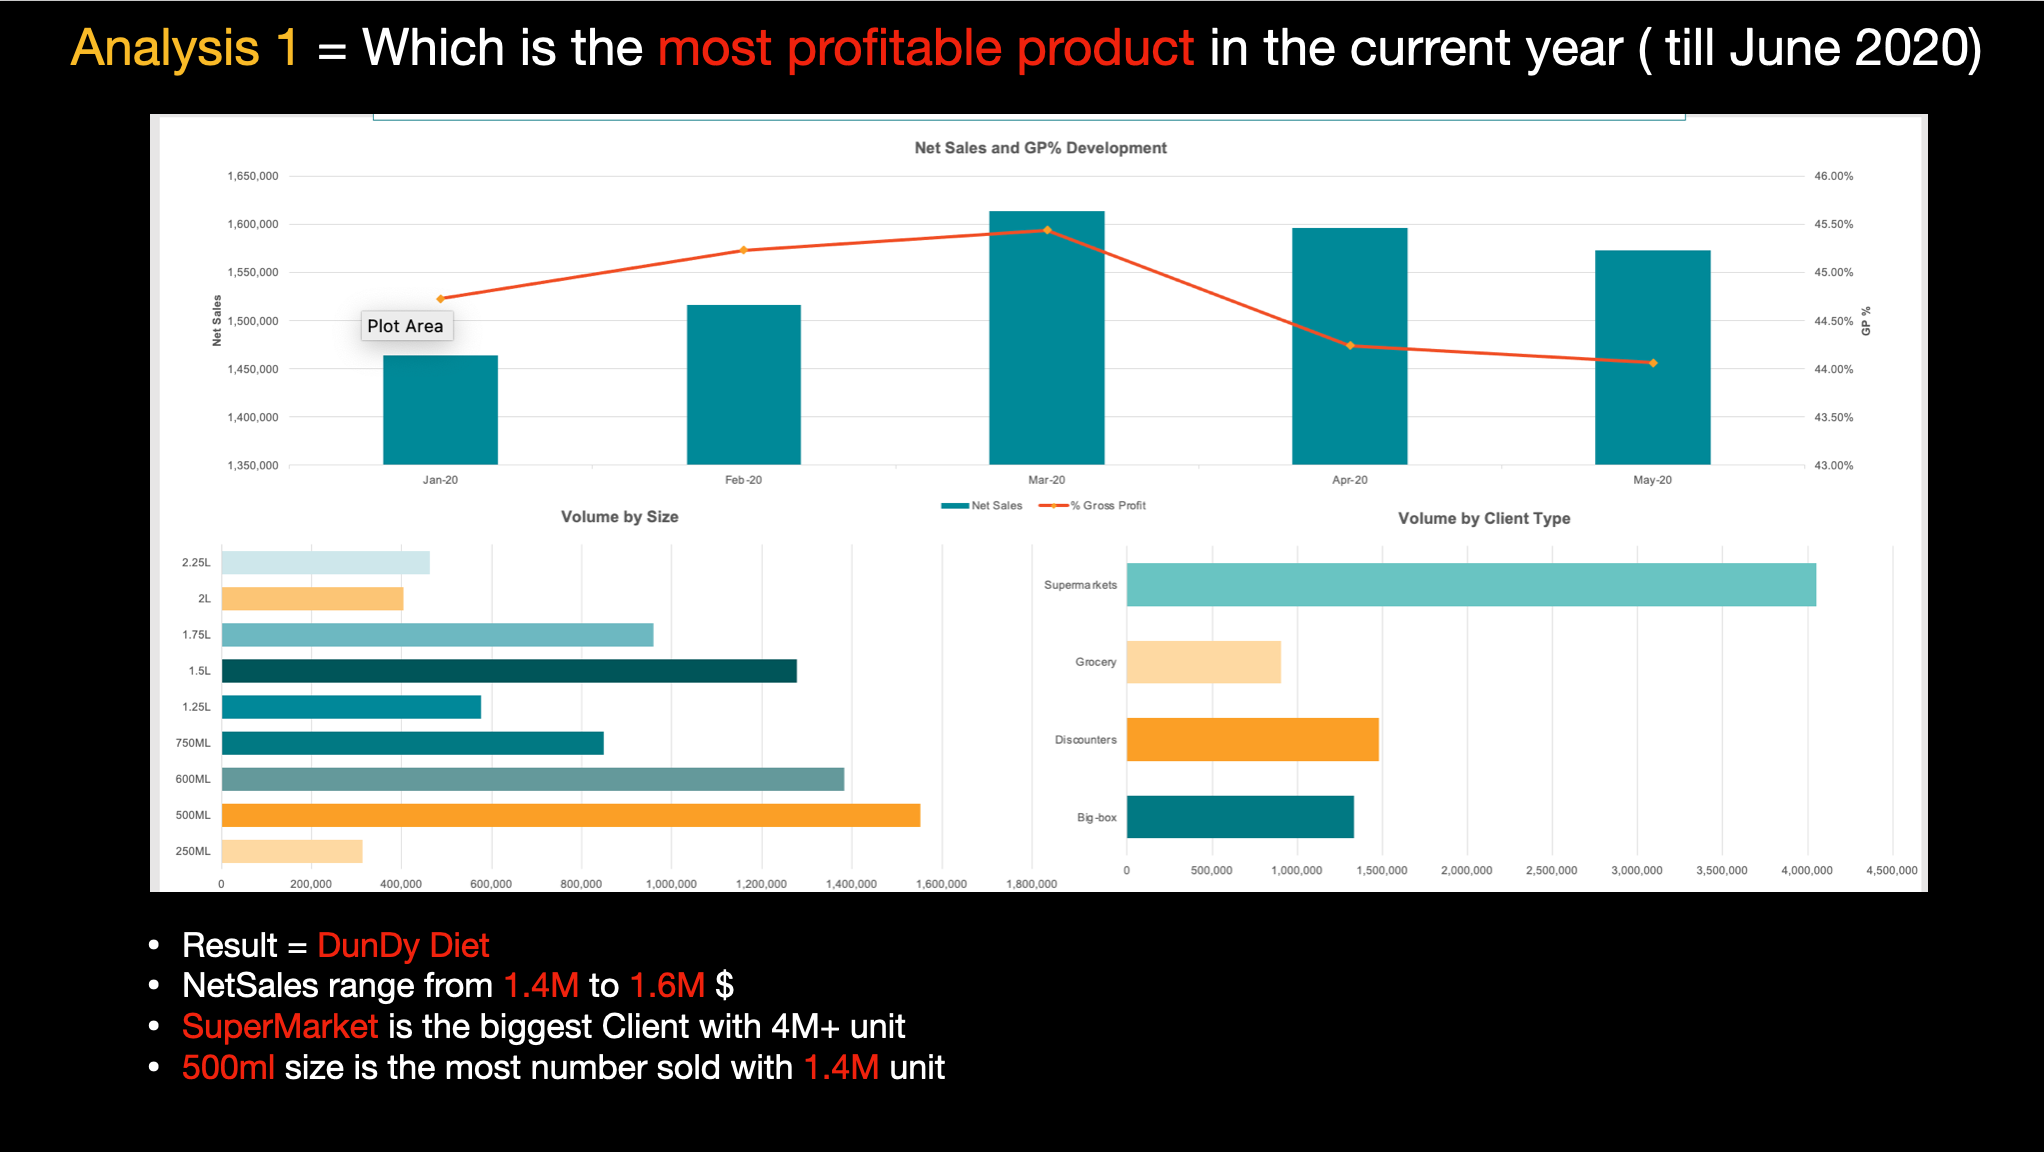 Analysis 1 = Which is the most profitable product in the current year ( till June 2020)
Net Sales and GP% Development
1,650,000
1,600,000
1,550,000
1,500,000
1,450,000
1,400,000
1,350,000
Net Sales
46.00%
45.50%
45.00%
44.50%
44.00%
43.50%
43.00%
GP %
Plot Area
Jan-20 Feb-20 Mar-20 Apr-20 May-20
Net Sales % Gross Profit
Volume by Size
2.25L
2L
1.75L
1.5L
1.25L
750ML
600ML
500ML
250ML
0 200,000 400,000 600,000 800,000 1,000,000 1,200,000 1,400,000 1,600,000 1,800,000
Volume by Client Type
Supermarkets
Grocery
Discounters
Big-box
0 500,000 1,000,000 1,500,000 2,000,000 2,500,000 3,000,000 3,500,000 4,000,000 4,500,000
• Result = DunDy Diet
• NetSales range from 1.4M to 1.6M $
• SuperMarket is the biggest Client with 4M+ unit
• 500ml size is the most number sold with 1.4M unit